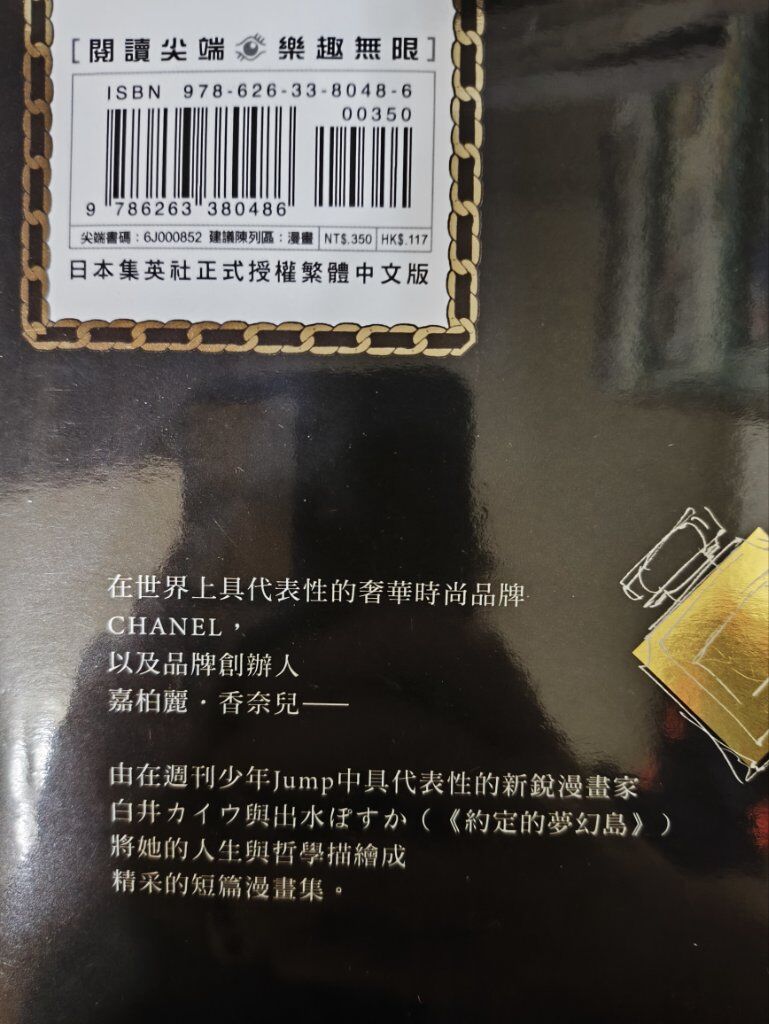 [閱讀尖端 樂趣無限]
ISBN 978-626-33-8048-6
00350
9 786263 380486
尖端書碼：6J000852 建議陳列區：漫畫 NT$.350 HK$.117
日本集英社正式授權繁體中文版
在世界上具代表性的奢華時尚品牌
CHANEL，
以及品牌創辦人
嘉柏麗・香奈兒——
由在週刊少年Jump中具代表性的新銳漫畫家
白井カイウ與出水ぽすか（《約定的夢幻島》）
將她的人生與哲學描繪成
精采的短篇漫畫集。